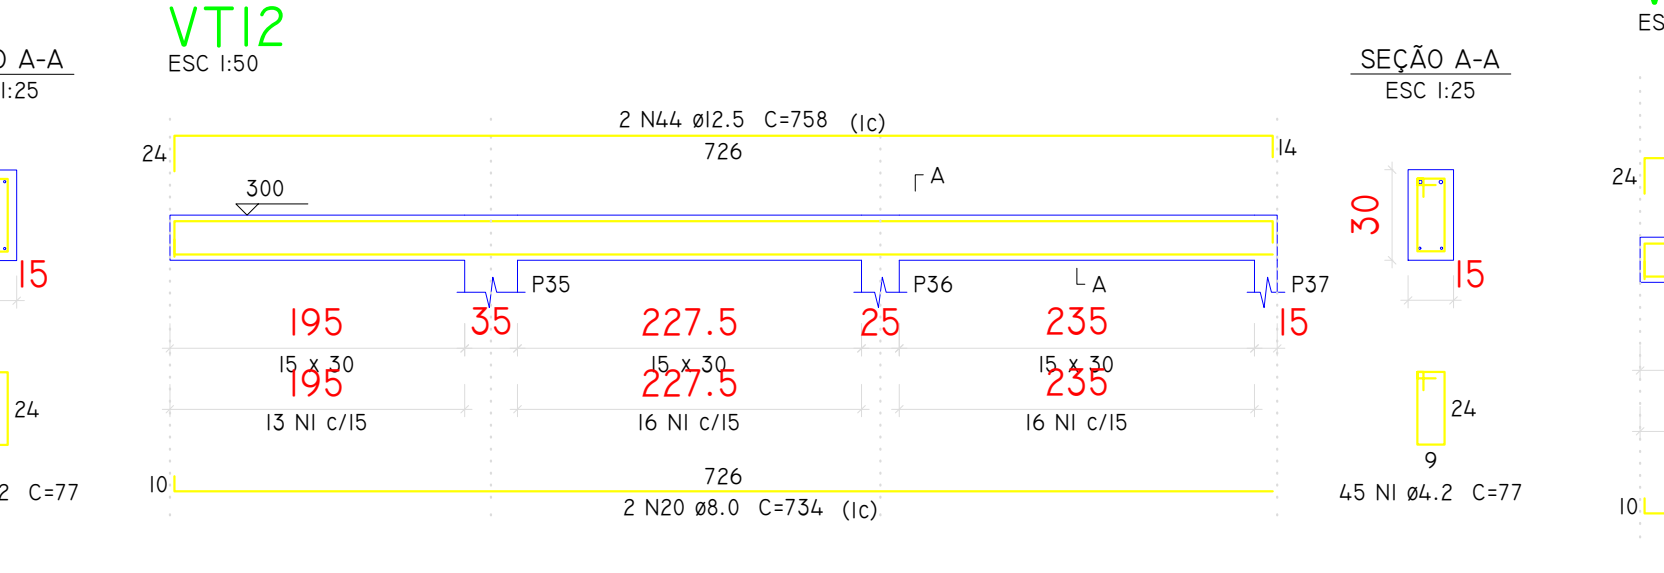 VT12
ESC 1:50
O A-A
1:25
SEÇÃO A-A
ESC 1:25
ES
2 N44 ø12.5 C=758 (1c)
24
726
14
A
300
30
15
15
24
P35
A
P36
P37
195
35
227.5
25
235
15
15 x 30
15 x 30
15 x 30
195
227.5
235
13 N1 c/15
16 N1 c/15
16 N1 c/15
24
24
9
2 C=77
45 N1 ø4.2 C=77
10
726
2 N20 ø8.0 C=734 (1c)
10